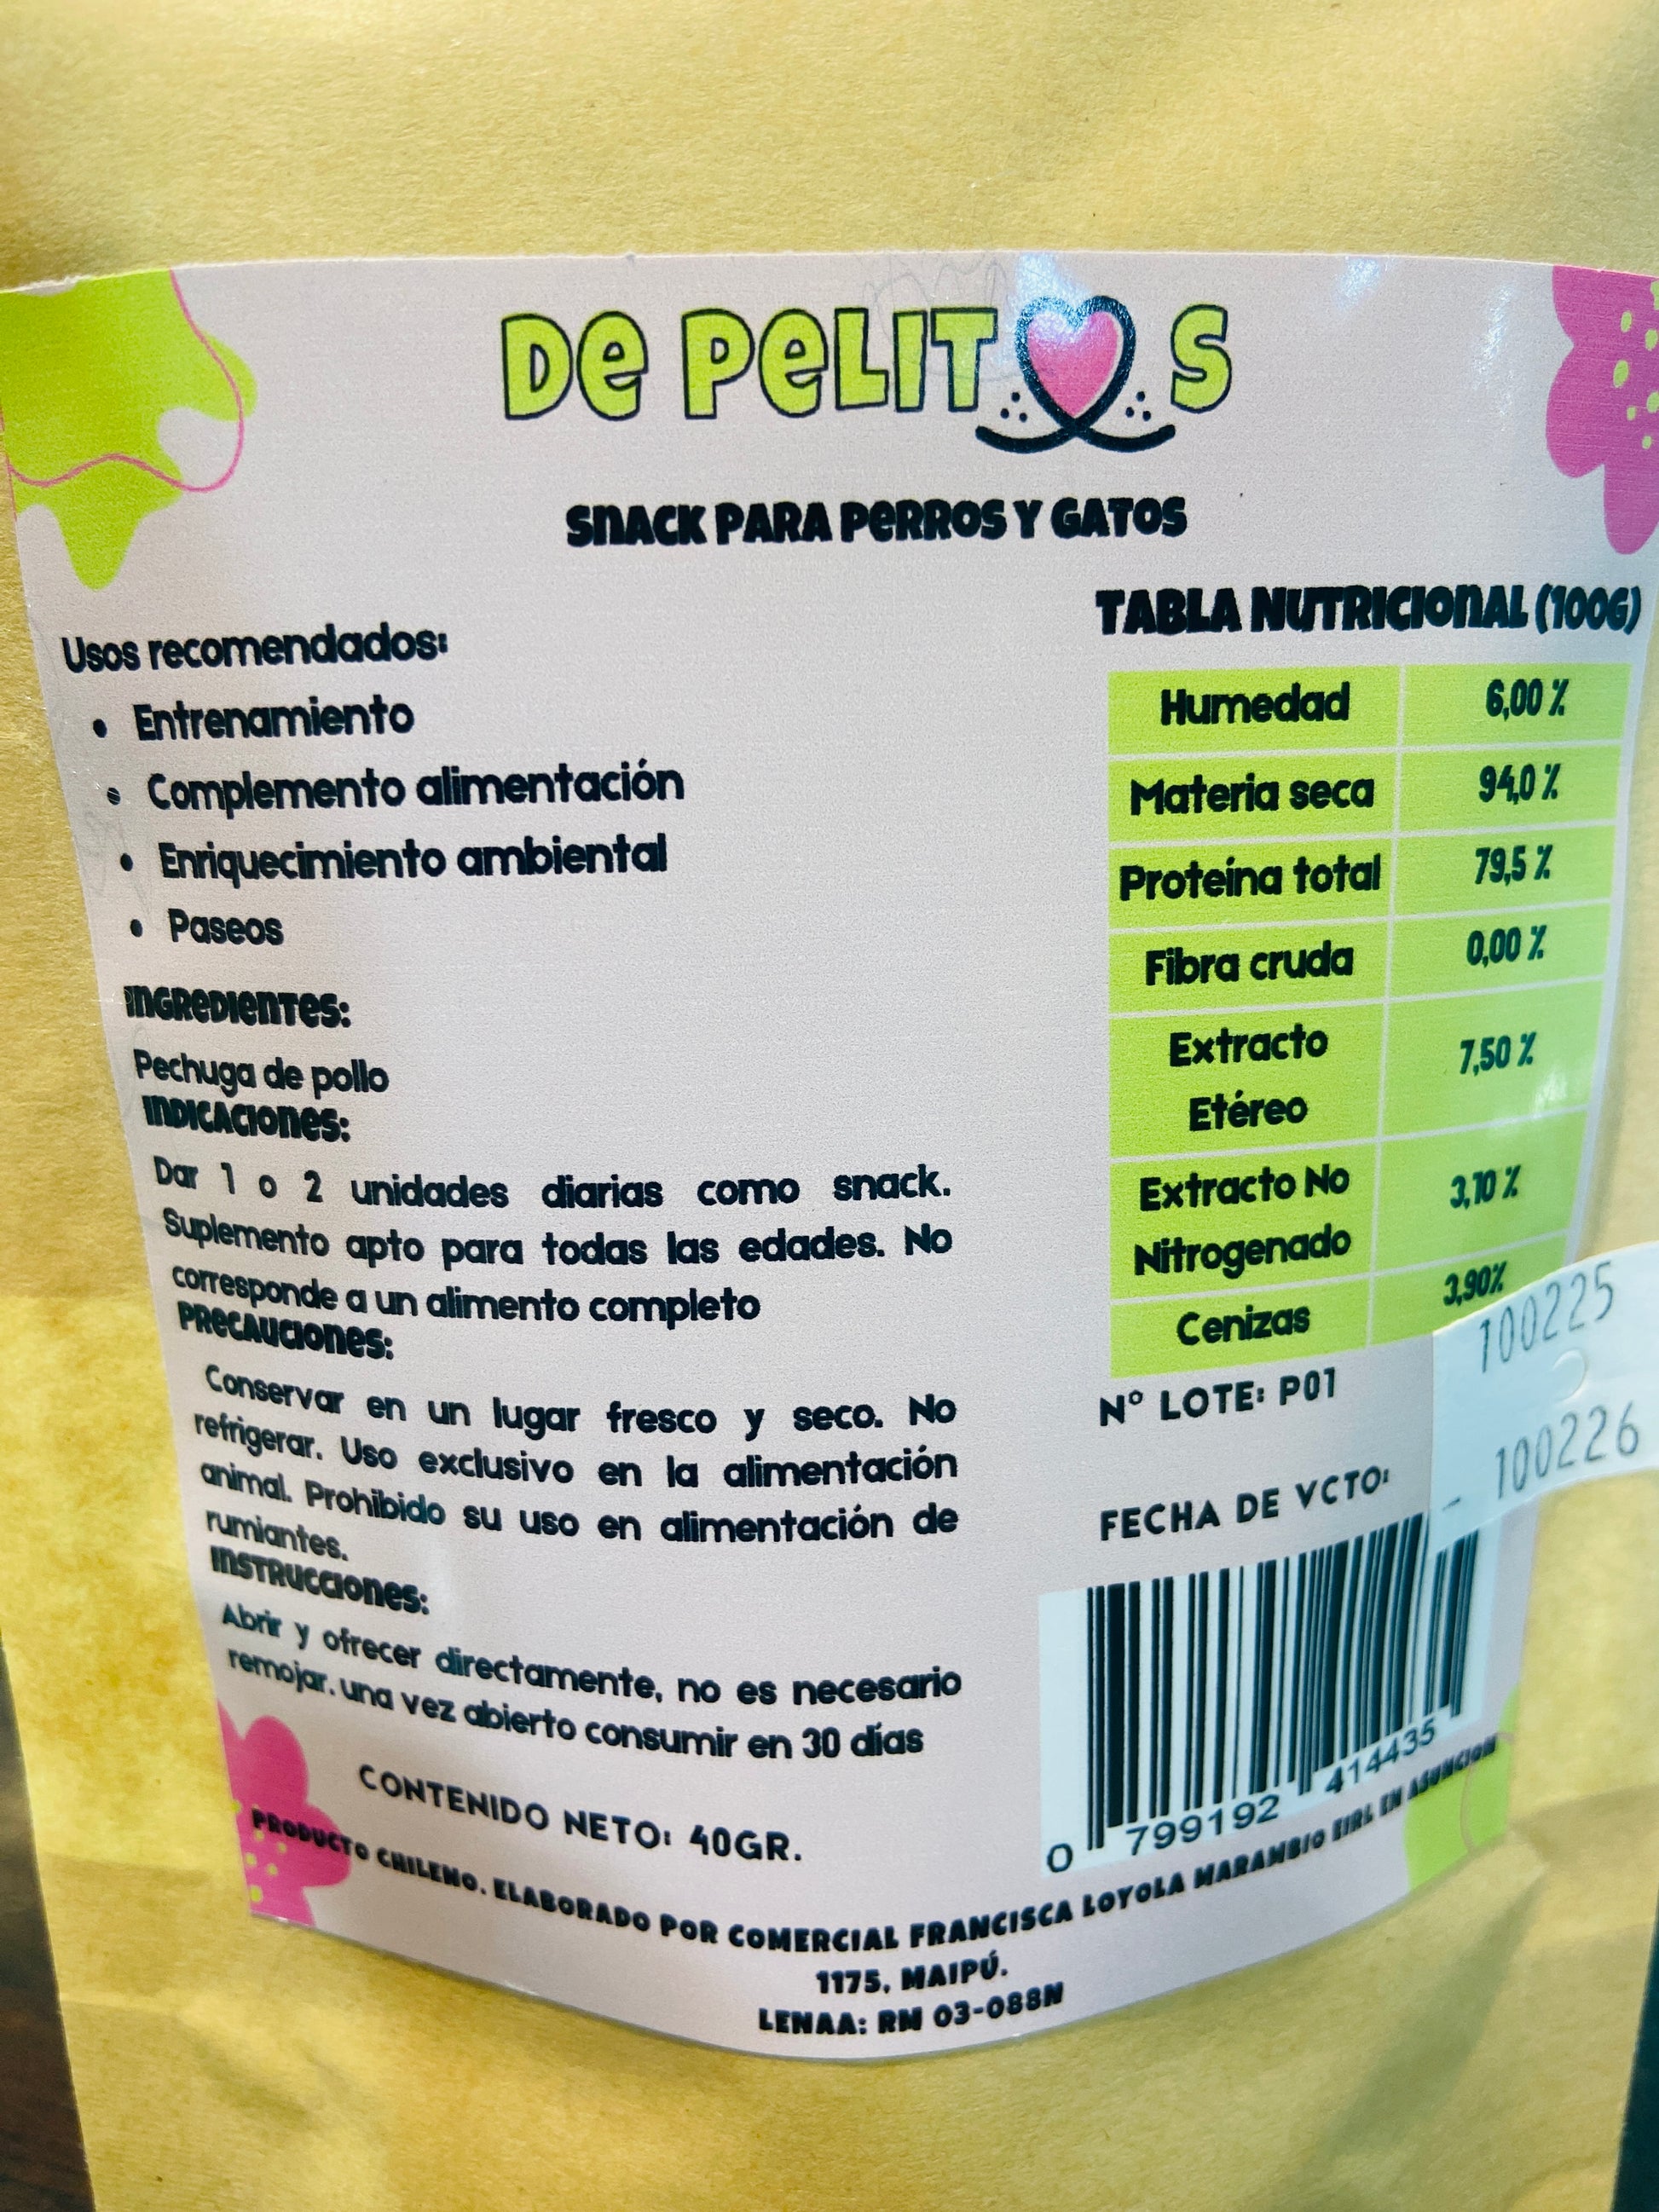 De PELITOS
SNACK PARA PERROS Y GATOS
Usos recomendados:
• Entrenamiento
• Complemento alimentación
• Enriquecimiento ambiental
• Paseos
INGREDIENTES:
Pechuga de pollo
INDICACIONES:
Dar 1 o 2 unidades diarias como snack.
Suplemento apto para todas las edades. No
corresponde a un alimento completo
PRECAUCIONES:
Conservar en un lugar fresco y seco. No
refrigerar. Uso exclusivo en la alimentación
animal. Prohibido su uso en alimentación de
rumiantes.
INSTRUCCIONES:
Abrir y ofrecer directamente, no es necesario
remojar. una vez abierto consumir en 30 días
CONTENIDO NETO: 40GR.
TABLA NUTRICIONAL (100G)
Humedad 6,00 %
Materia seca 94,0 %
Proteína total 79,5 %
Fibra cruda 0,00 %
Extracto
Etéreo 7,50 %
Extracto No
Nitrogenado 3,10 %
Cenizas 3,90%
100225
- 100226
N° LOTE: P01
FECHA DE VCTO:
0 799192 414435
PRODUCTO CHILENO. ELABORADO POR COMERCIAL FRANCISCA LOYOLA MARAMBIO EIRL EN ASUNCION
1175, MAIPÚ.
LENAA: RM 03-088N